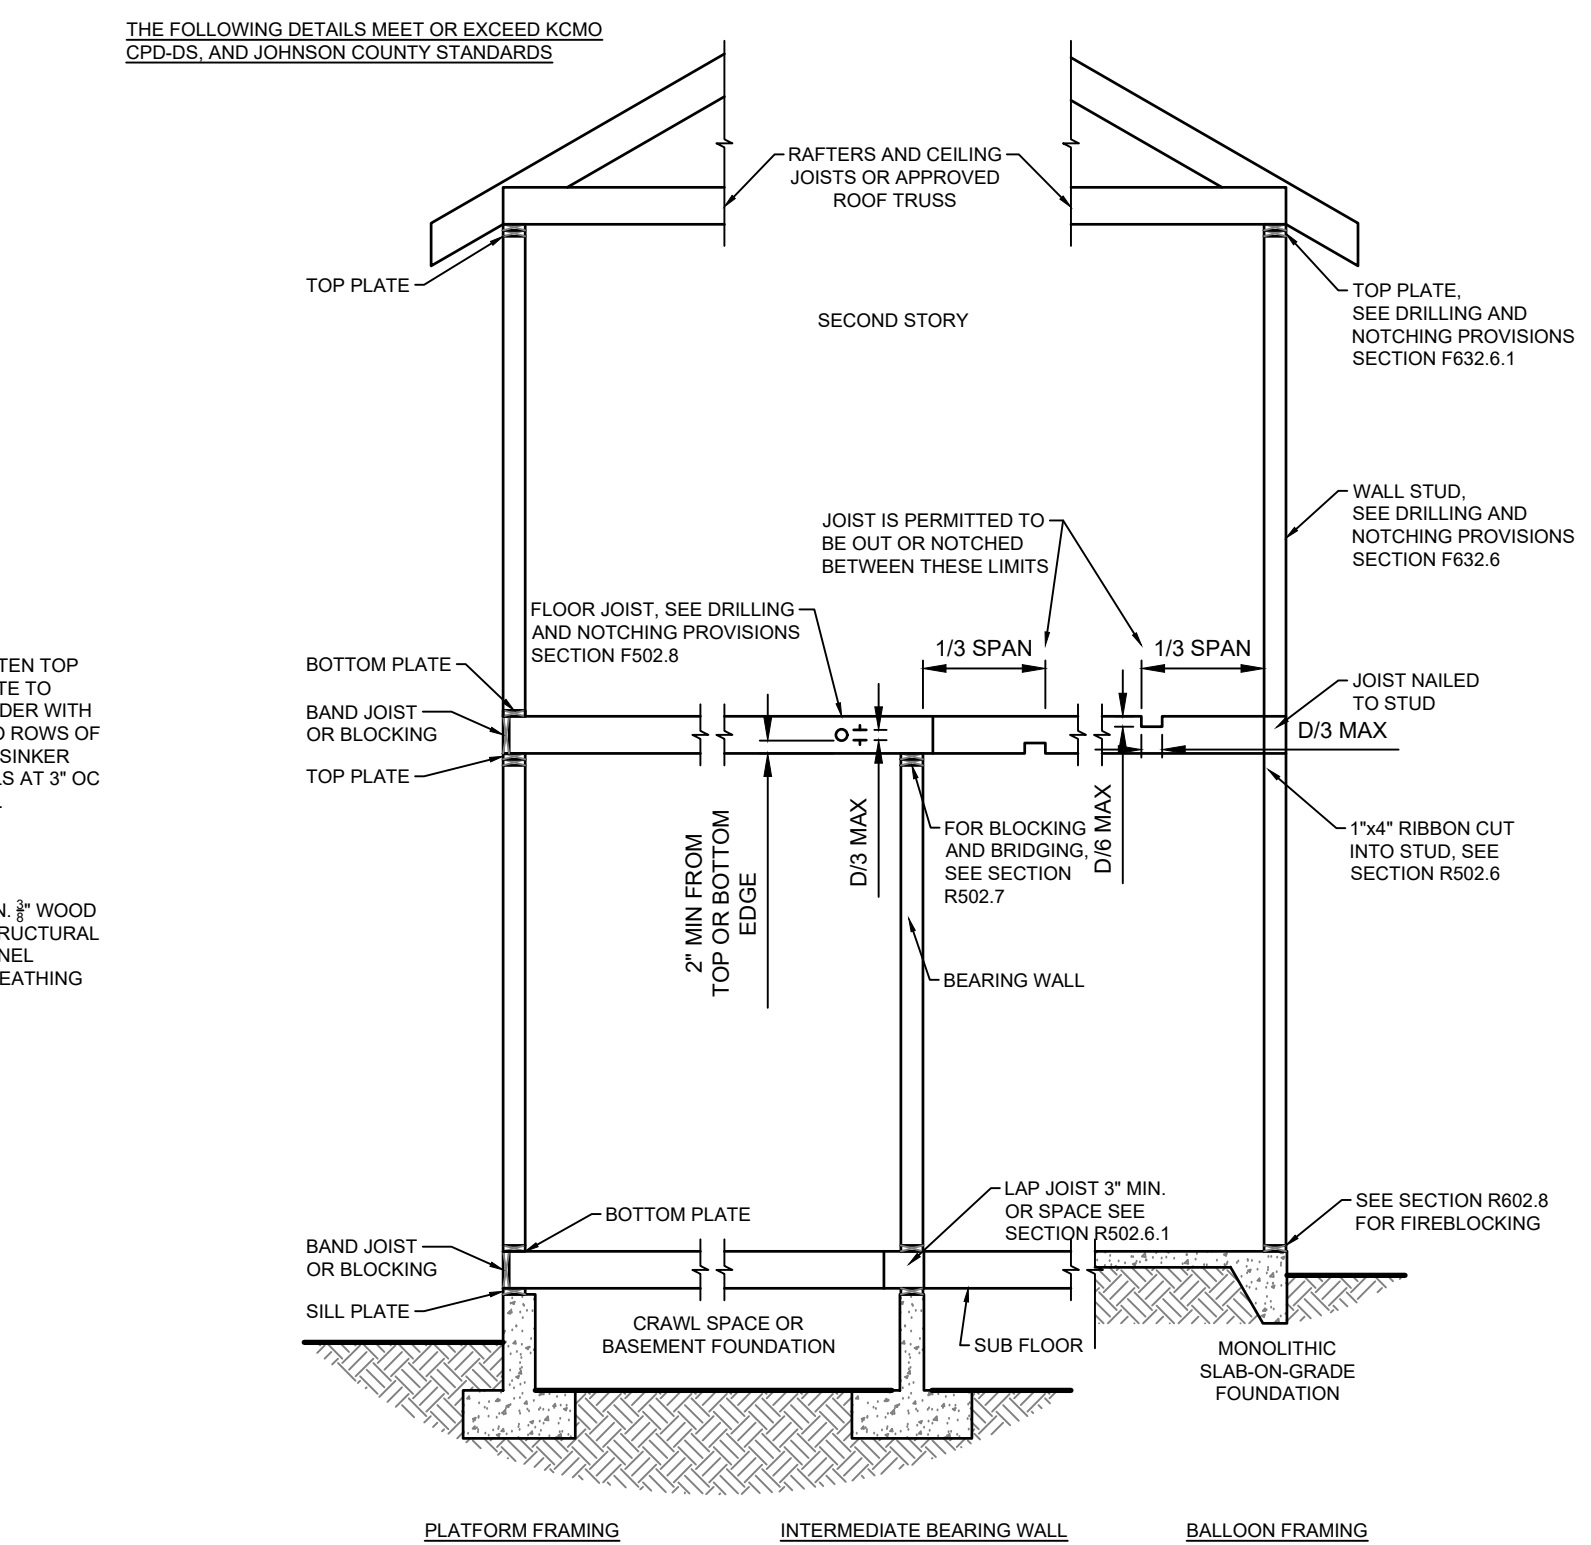 THE FOLLOWING DETAILS MEET OR EXCEED KCMO
CPD-DS, AND JOHNSON COUNTY STANDARDS
RAFTERS AND CEILING
JOISTS OR APPROVED
ROOF TRUSS
TOP PLATE
TOP PLATE,
SEE DRILLING AND
NOTCHING PROVISIONS
SECTION F632.6.1
SECOND STORY
WALL STUD,
SEE DRILLING AND
NOTCHING PROVISIONS
SECTION F632.6
JOIST IS PERMITTED TO
BE OUT OR NOTCHED
BETWEEN THESE LIMITS
FLOOR JOIST, SEE DRILLING
AND NOTCHING PROVISIONS
SECTION F502.8
1/3 SPAN
1/3 SPAN
TEN TOP
TE TO
DER WITH
O ROWS OF
SINKER
LS AT 3" OC
BOTTOM PLATE
BAND JOIST
OR BLOCKING
TOP PLATE
JOIST NAILED
TO STUD
D/3 MAX
2" MIN FROM
TOP OR BOTTOM
EDGE
D/3 MAX
FOR BLOCKING
AND BRIDGING,
SEE SECTION
R502.7
D/6 MAX
1"x4" RIBBON CUT
INTO STUD, SEE
SECTION R502.6
N. 3/8" WOOD
RUCTURAL
NEL
EATHING
BEARING WALL
LAP JOIST 3" MIN.
OR SPACE SEE
SECTION R502.6.1
SEE SECTION R602.8
FOR FIREBLOCKING
BOTTOM PLATE
BAND JOIST
OR BLOCKING
SILL PLATE
CRAWL SPACE OR
BASEMENT FOUNDATION
SUB FLOOR
MONOLITHIC
SLAB-ON-GRADE
FOUNDATION
PLATFORM FRAMING
INTERMEDIATE BEARING WALL
BALLOON FRAMING